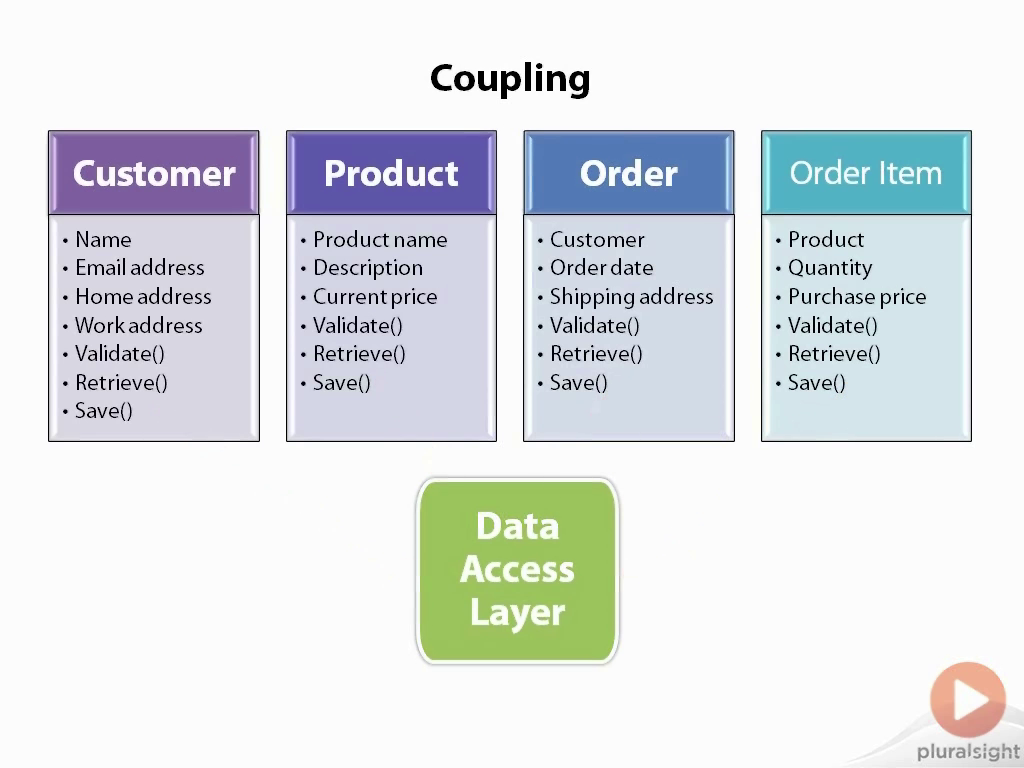 Coupling
Customer
• Name
• Email address
• Home address
• Work address
• Validate()
• Retrieve()
• Save()
Product
• Product name
• Description
• Current price
• Validate()
• Retrieve()
• Save()
Order
• Customer
• Order date
• Shipping address
• Validate()
• Retrieve()
• Save()
Order Item
• Product
• Quantity
• Purchase price
• Validate()
• Retrieve()
• Save()
Data
Access
Layer
pluralsight